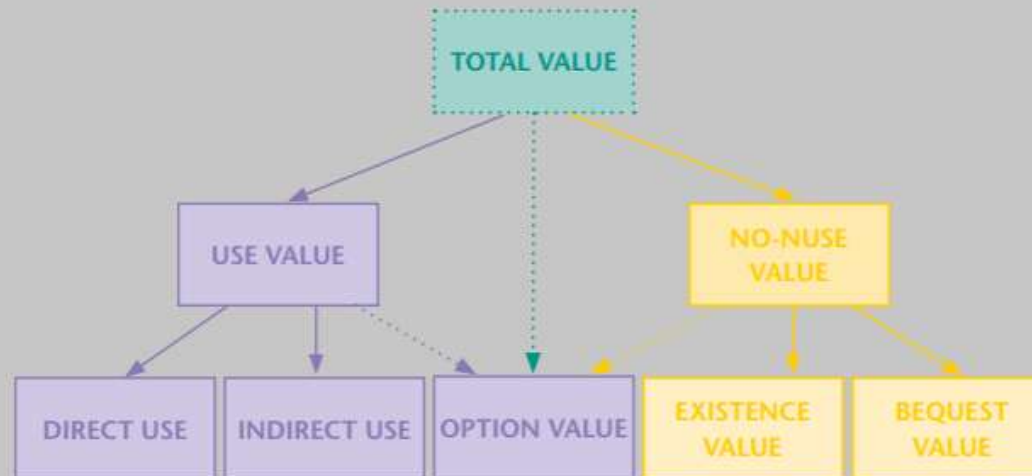 TOTAL VALUE
USE VALUE
NO-NUSE
VALUE
DIRECT USE
INDIRECT USE
OPTION VALUE
EXISTENCE
VALUE
BEQUEST
VALUE